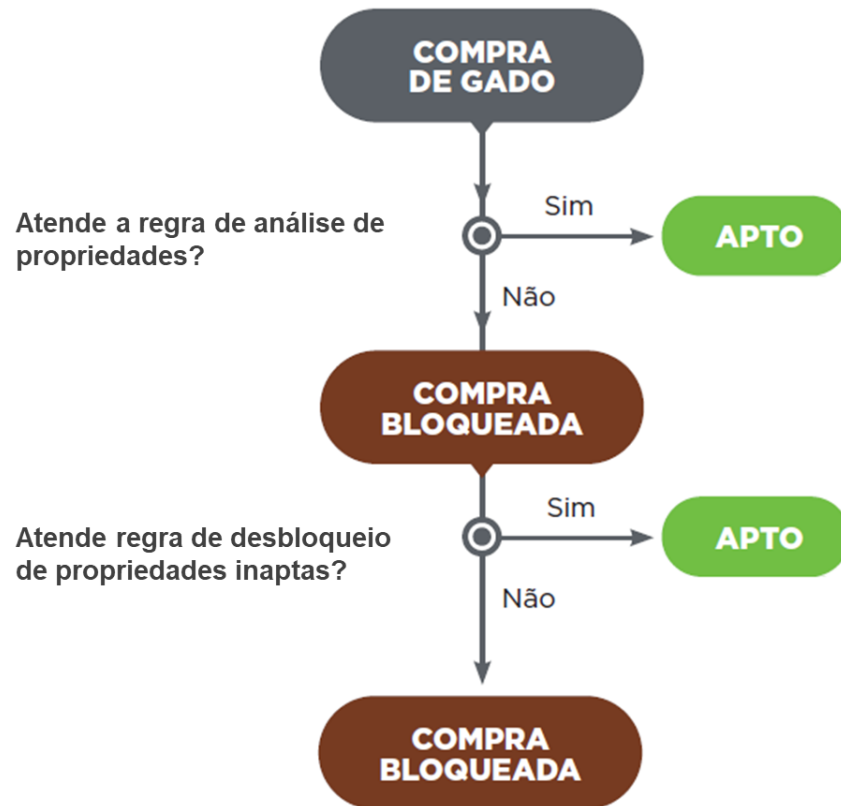 COMPRA
DE GADO
Atende a regra de análise de
propriedades?
Sim
APTO
Não
COMPRA
BLOQUEADA
Atende regra de desbloqueio
de propriedades inaptas?
Sim
APTO
Não
COMPRA
BLOQUEADA